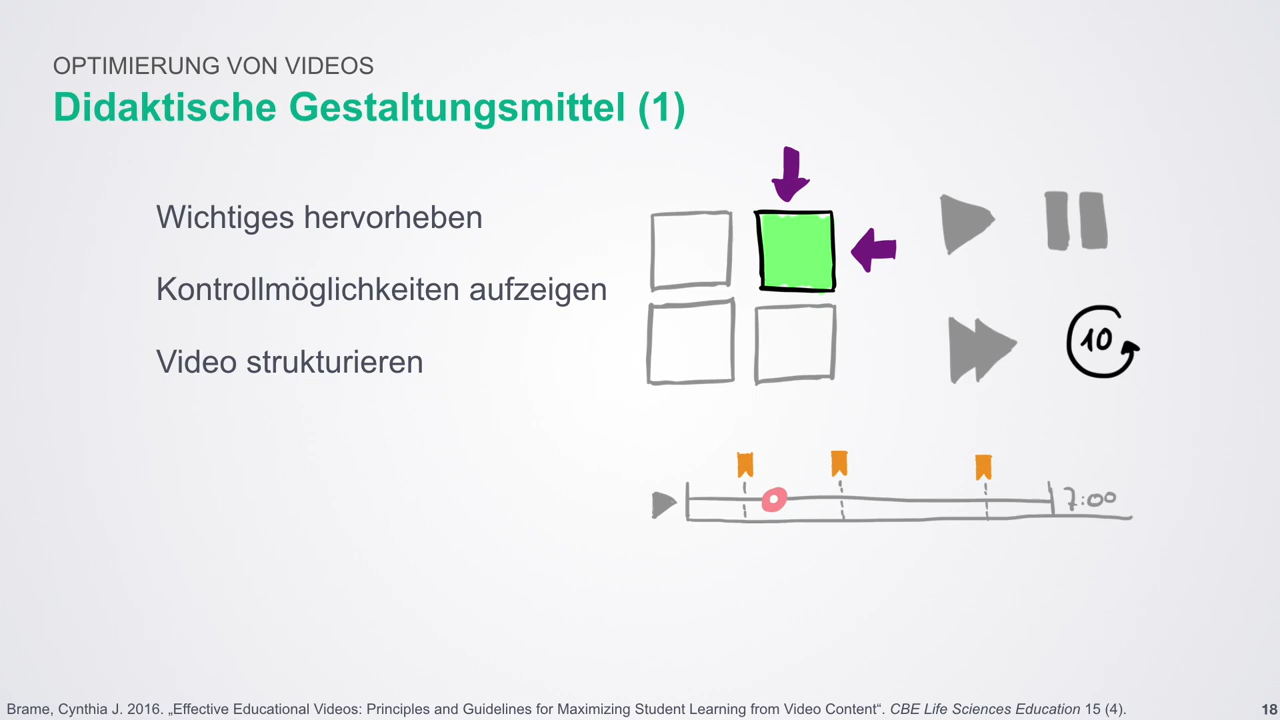 OPTIMIERUNG VON VIDEOS
Didaktische Gestaltungsmittel (1)
Wichtiges hervorheben
Kontrollmöglichkeiten aufzeigen
Video strukturieren
10
7:00
Brame, Cynthia J. 2016. „Effective Educational Videos: Principles and Guidelines for Maximizing Student Learning from Video Content“. CBE Life Sciences Education 15 (4).
18